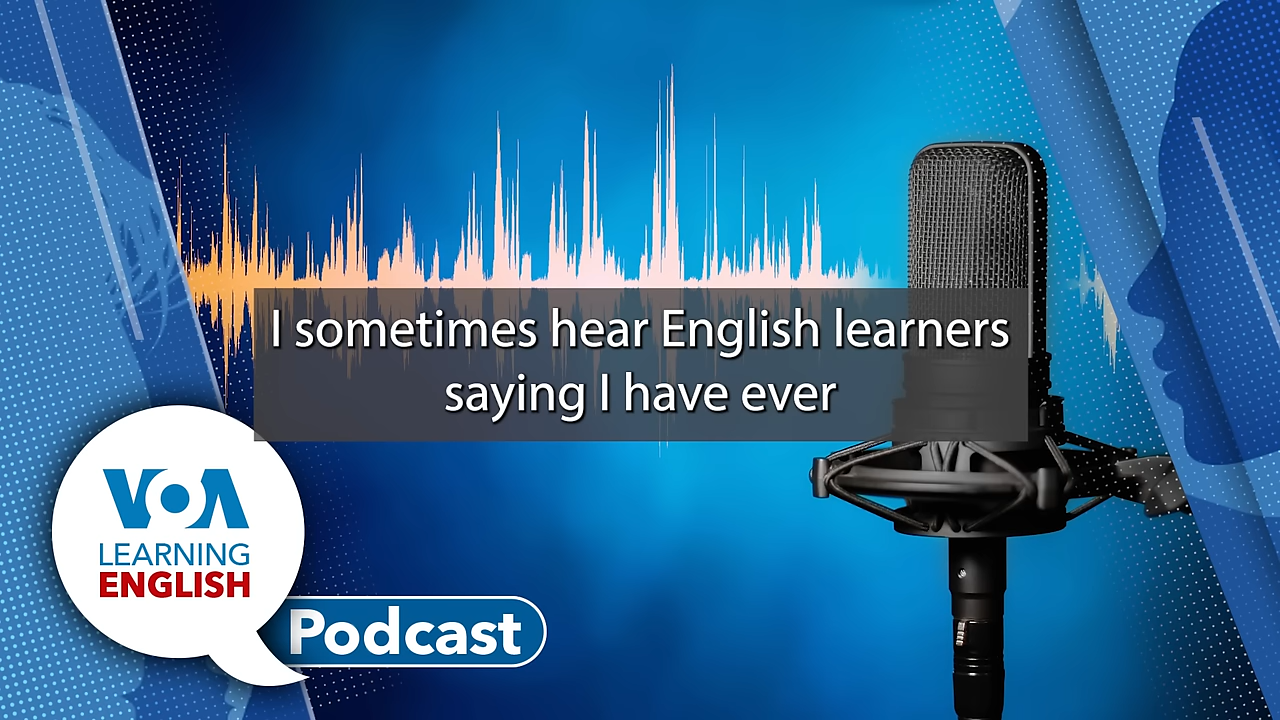 I sometimes hear English learners
saying I have ever
VOA
LEARNING
ENGLISH
Podcast